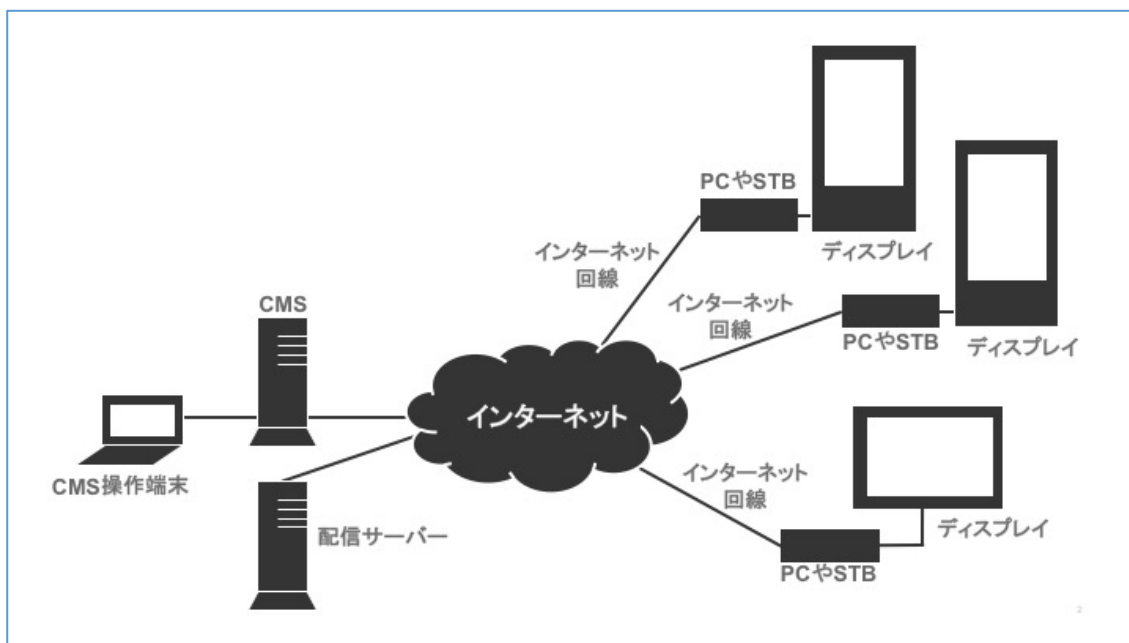 PCやSTB
ディスプレイ
インターネット
回線
インターネット
回線
PCやSTB
ディスプレイ
CMS
インターネット
CMS操作端末
配信サーバー
インターネット
回線
ディスプレイ
PCやSTB
2